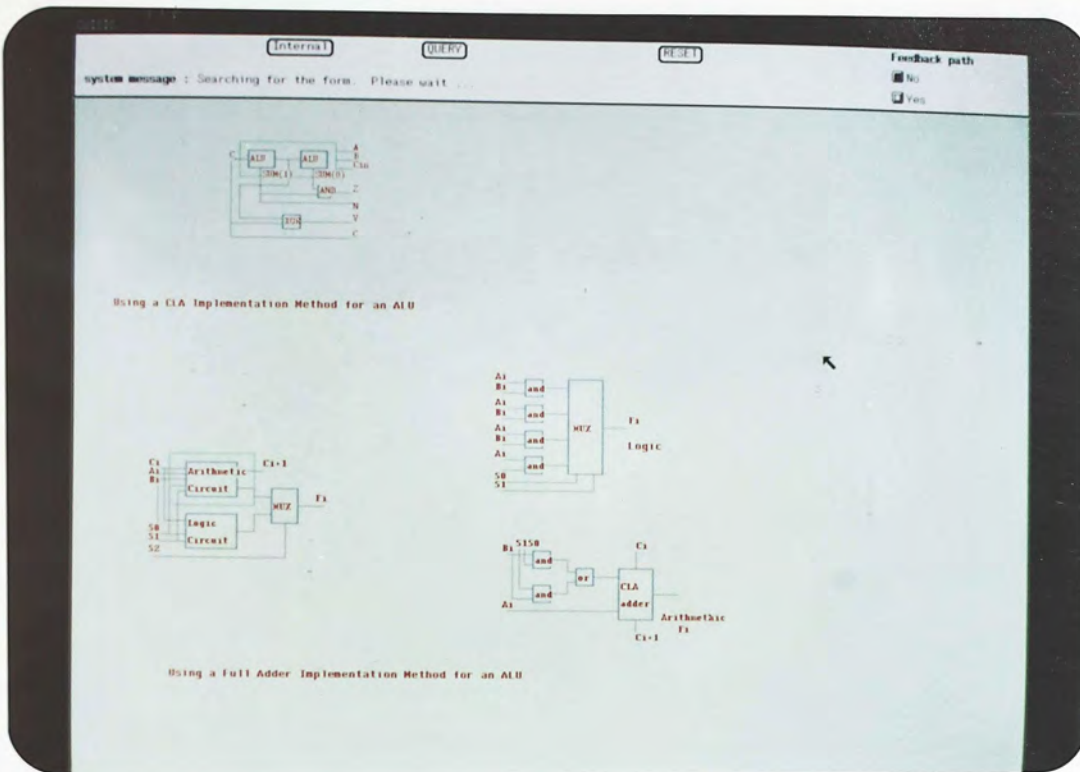 Internal QUERY RESET
Feedback path
No
Yes
system message : Searching for the form. Please wait ...
C ALU ALU A
B
Cin
SUM(1) SUM(0)
AND Z
N
V
C
Using a CLA Implementation Method for an ALU
Ci
Ai
Bi
Arithmetic
Circuit
Ci+1
Logic
Circuit
MUX
Fi
S0
S1
S2
Ai
Bi
and
Ai
Bi
and
Ai
Bi
and
Ai
and
S0
S1
MUX
Fi
Logic
Bi S1S0
and
and
or
Ai
Ci
CLA
adder
Ci+1
Arithmethic
Fi
Using a Full Adder Implementation Method for an ALU